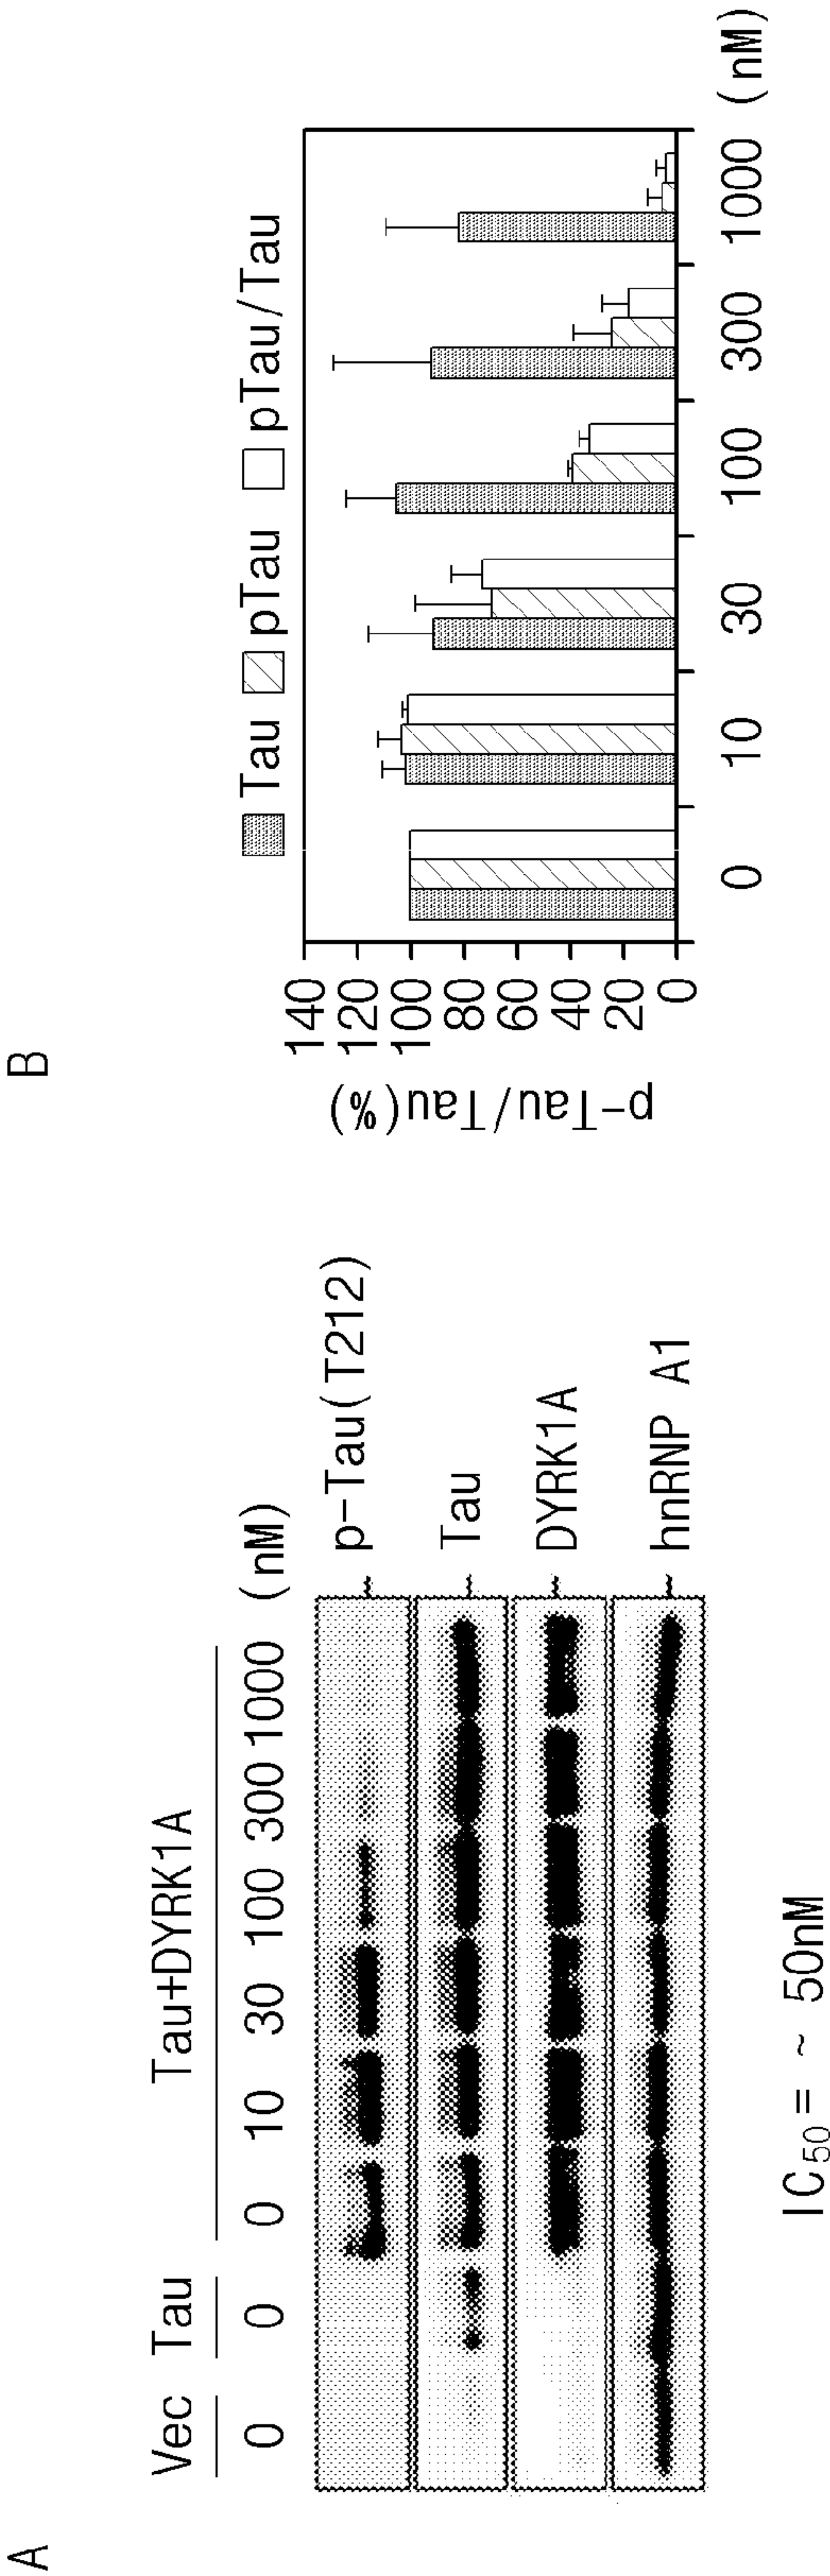 A
Vec Tau Tau+DYRK1A
0 0 0 10 30 100 300 1000 (nM)
p-Tau(T212)
Tau
DYRK1A
hnRNP A1
IC50 = ~ 50nM
B
Tau pTau pTau/Tau
p-Tau/Tau(%)
140
120
100
80
60
40
20
0
0 10 30 100 300 1000 (nM)